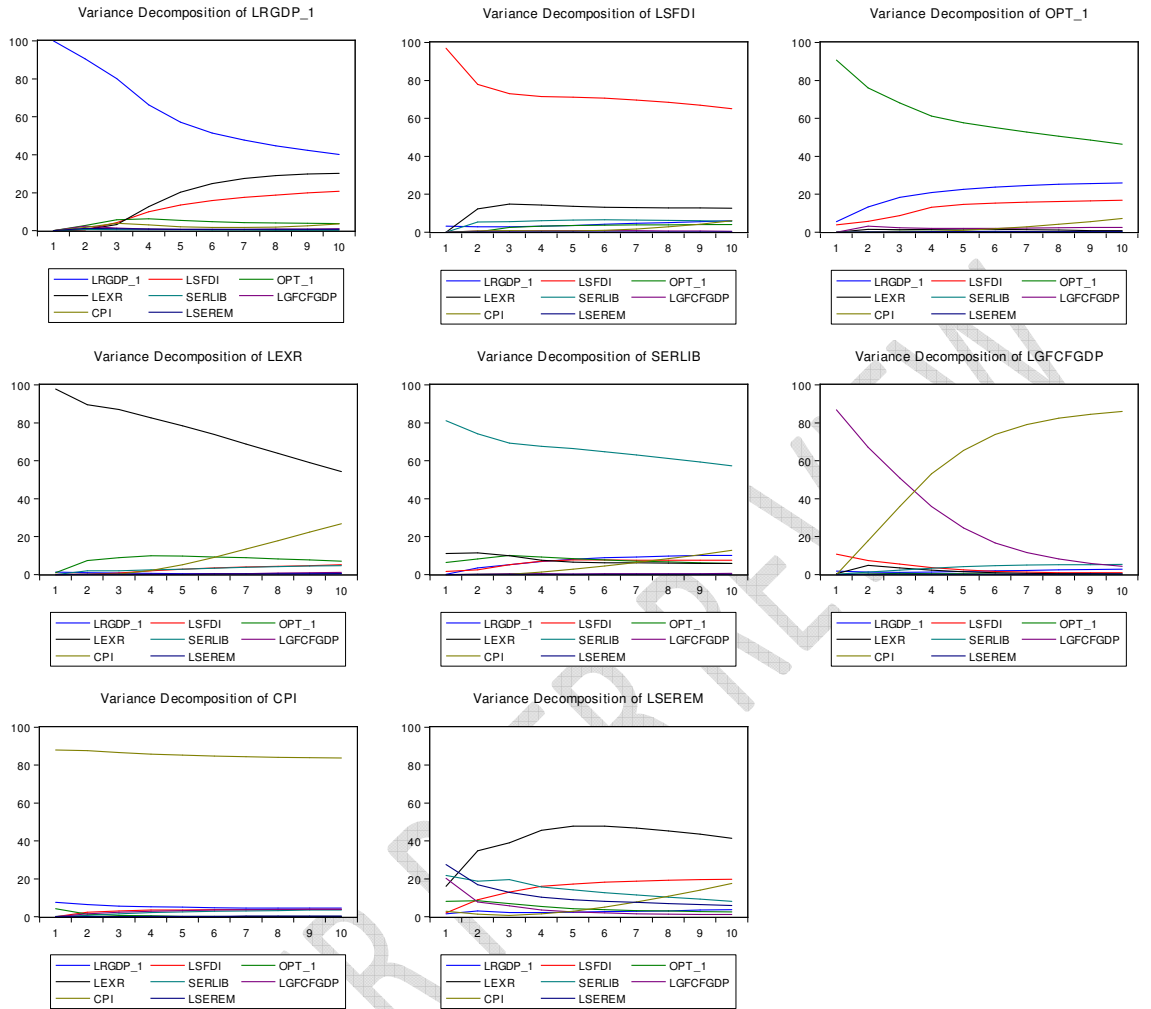 Variance Decomposition of LRGDP_1
100
80
60
40
20
0
1 2 3 4 5 6 7 8 9 10
LRGDP_1 LSFDI OPT_1
LEXR SERLIB LGFCFGDP
CPI LSEREM
Variance Decomposition of LSFDI
100
80
60
40
20
0
1 2 3 4 5 6 7 8 9 10
LRGDP_1 LSFDI OPT_1
LEXR SERLIB LGFCFGDP
CPI LSEREM
Variance Decomposition of OPT_1
100
80
60
40
20
0
1 2 3 4 5 6 7 8 9 10
LRGDP_1 LSFDI OPT_1
LEXR SERLIB LGFCFGDP
CPI LSEREM
Variance Decomposition of LEXR
100
80
60
40
20
0
1 2 3 4 5 6 7 8 9 10
LRGDP_1 LSFDI OPT_1
LEXR SERLIB LGFCFGDP
CPI LSEREM
Variance Decomposition of SERLIB
100
80
60
40
20
0
1 2 3 4 5 6 7 8 9 10
LRGDP_1 LSFDI OPT_1
LEXR SERLIB LGFCFGDP
CPI LSEREM
Variance Decomposition of LGFCFGDP
100
80
60
40
20
0
1 2 3 4 5 6 7 8 9 10
LRGDP_1 LSFDI OPT_1
LEXR SERLIB LGFCFGDP
CPI LSEREM
Variance Decomposition of CPI
100
80
60
40
20
0
1 2 3 4 5 6 7 8 9 10
LRGDP_1 LSFDI OPT_1
LEXR SERLIB LGFCFGDP
CPI LSEREM
Variance Decomposition of LSEREM
100
80
60
40
20
0
1 2 3 4 5 6 7 8 9 10
LRGDP_1 LSFDI OPT_1
LEXR SERLIB LGFCFGDP
CPI LSEREM
ER REVIEW